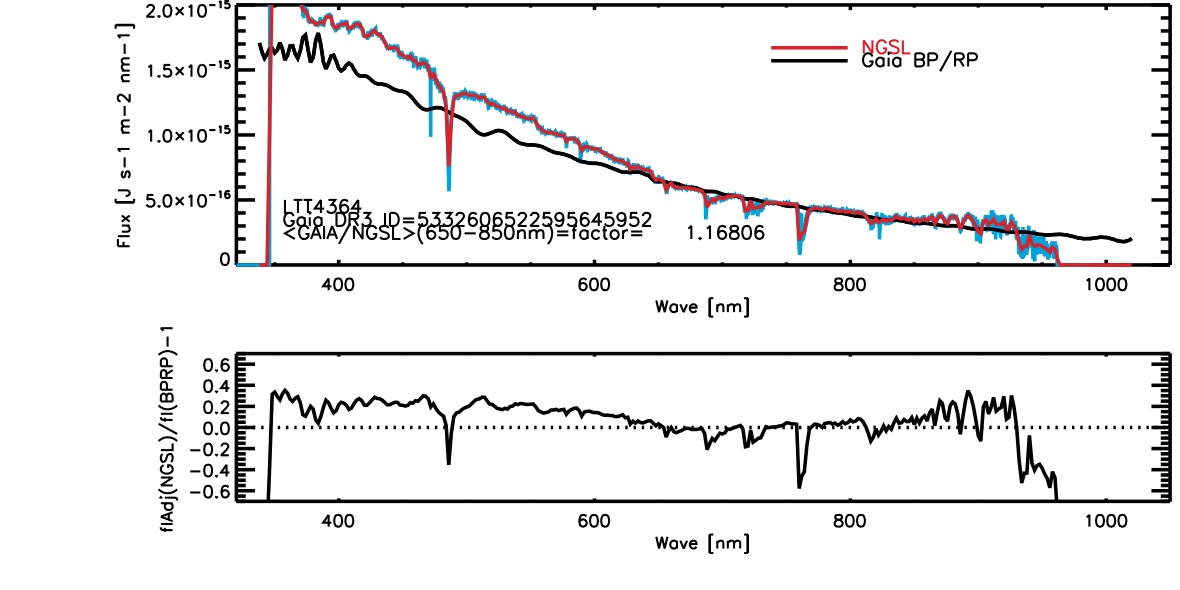 2.0×10−15
1.5×10−15
1.0×10−15
5.0×10−16
0
Flux [J s−1 m−2 nm−1]
NGSL
Gaia BP/RP
LTT4364
Gaia DR3 ID=5332606522595645952
<GAIA/NGSL>(650−850nm)=factor= 1.16806
400 600 800 1000
Wave [nm]
flAdj(NGSL)/fl(BPRP)−1
0.6
0.4
0.2
0.0
−0.2
−0.4
−0.6
400 600 800 1000
Wave [nm]